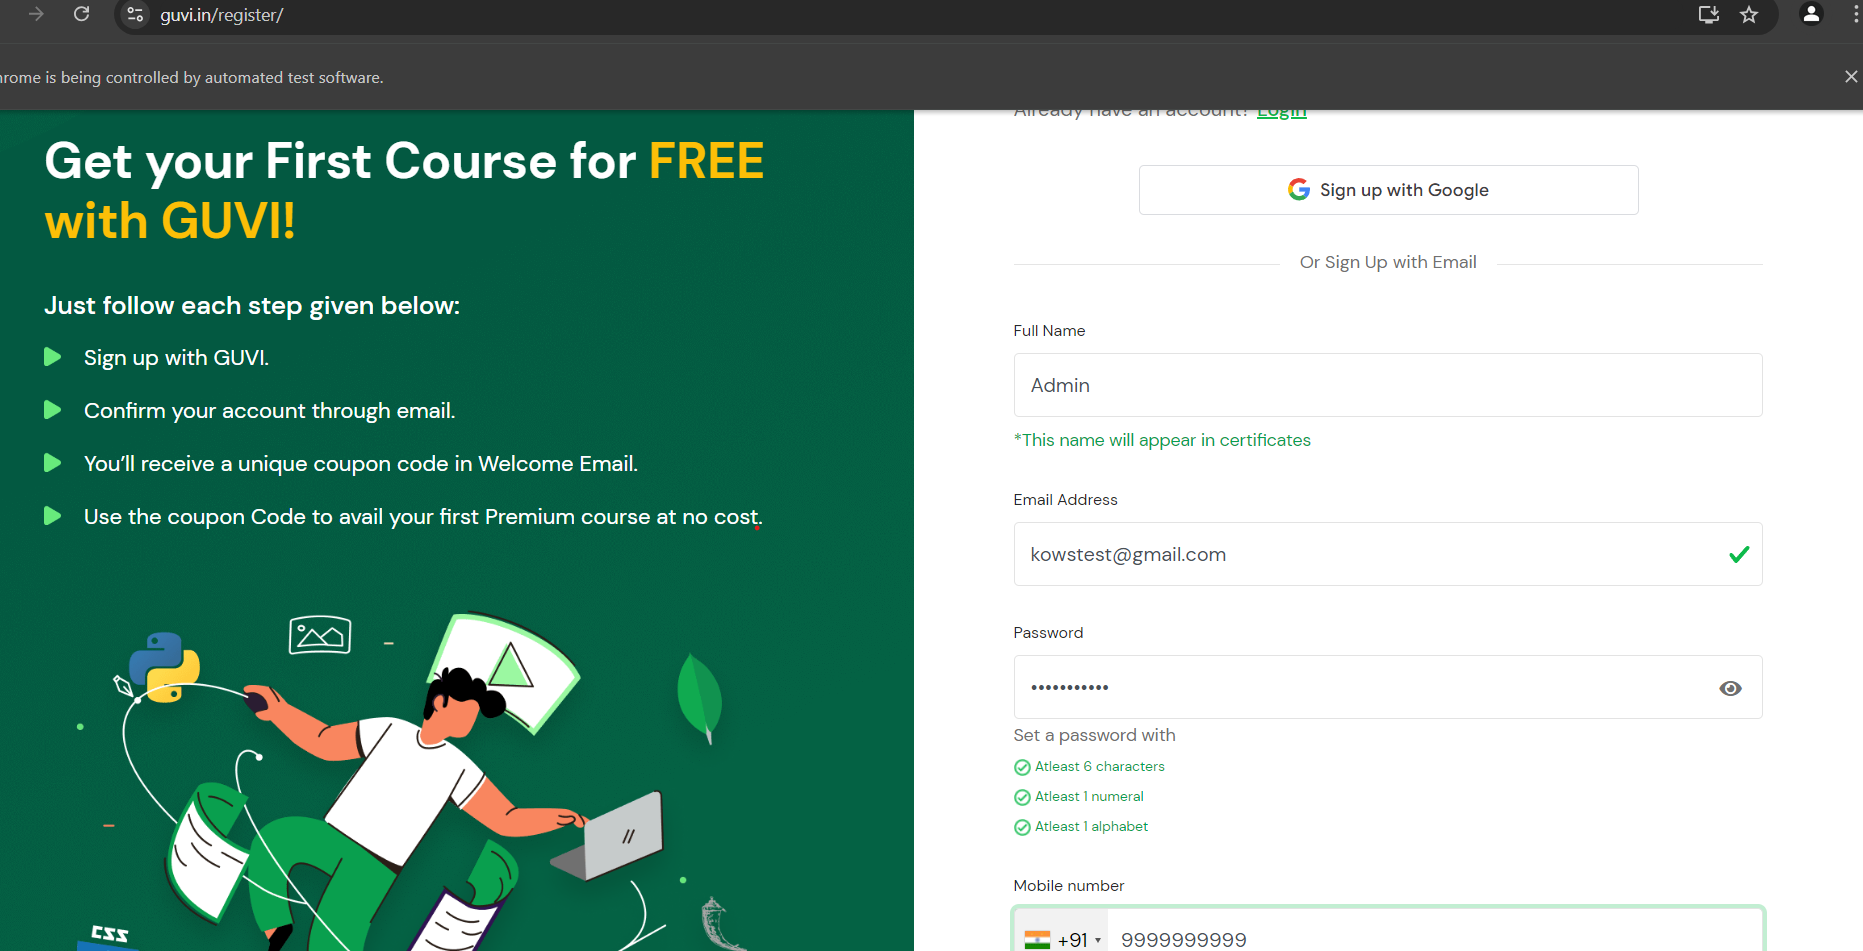 guvi.in/register/
hrome is being controlled by automated test software.
Get your First Course for FREE
with GUVI!
Just follow each step given below:
Sign up with GUVI.
Confirm your account through email.
You’ll receive a unique coupon code in Welcome Email.
Use the coupon Code to avail your first Premium course at no cost.
CSS
Already have an account? Login
Sign up with Google
Or Sign Up with Email
Full Name
Admin
*This name will appear in certificates
Email Address
kowstest@gmail.com
Password
•••••••••••
Set a password with
Atleast 6 characters
Atleast 1 numeral
Atleast 1 alphabet
Mobile number
+91 9999999999